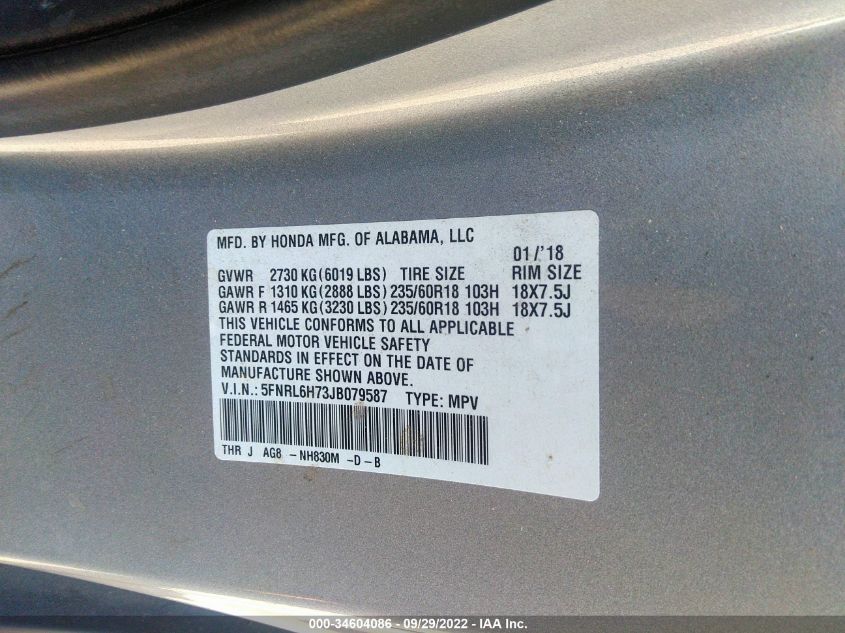 MFD. BY HONDA MFG. OF ALABAMA, LLC 01/'18
GVWR 2730 KG (6019 LBS) TIRE SIZE RIM SIZE
GAWR F 1310 KG (2888 LBS) 235/60R18 103H 18X7.5J
GAWR R 1465 KG (3230 LBS) 235/60R18 103H 18X7.5J
THIS VEHICLE CONFORMS TO ALL APPLICABLE
FEDERAL MOTOR VEHICLE SAFETY
STANDARDS IN EFFECT ON THE DATE OF
MANUFACTURE SHOWN ABOVE.
V.I.N.: 5FNRL6H73JB079587 TYPE: MPV
THR J AG8 -NH830M -D -B
000-34604086 - 09/29/2022 - IAA Inc.